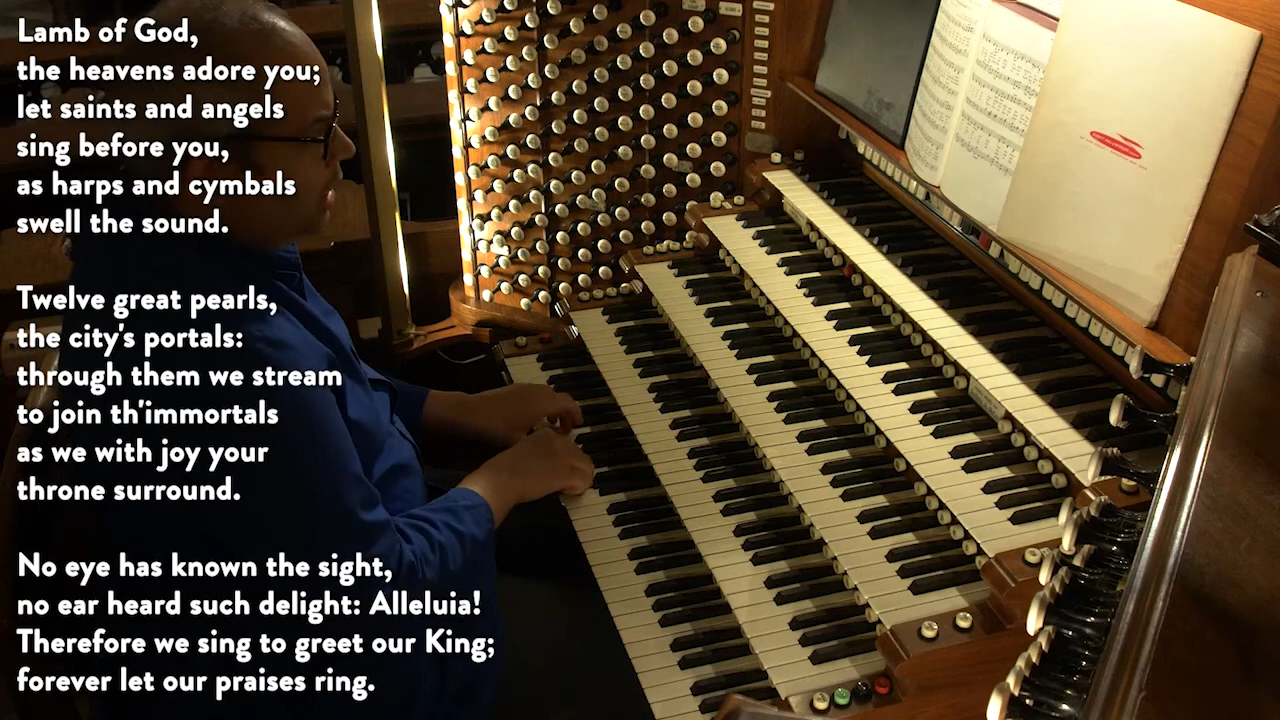 Lamb of God,
the heavens adore you;
let saints and angels
sing before you,
as harps and cymbals
swell the sound.
Twelve great pearls,
the city's portals:
through them we stream
to join th'immortals
as we with joy your
throne surround.
No eye has known the sight,
no ear heard such delight: Alleluia!
Therefore we sing to greet our King;
forever let our praises ring.